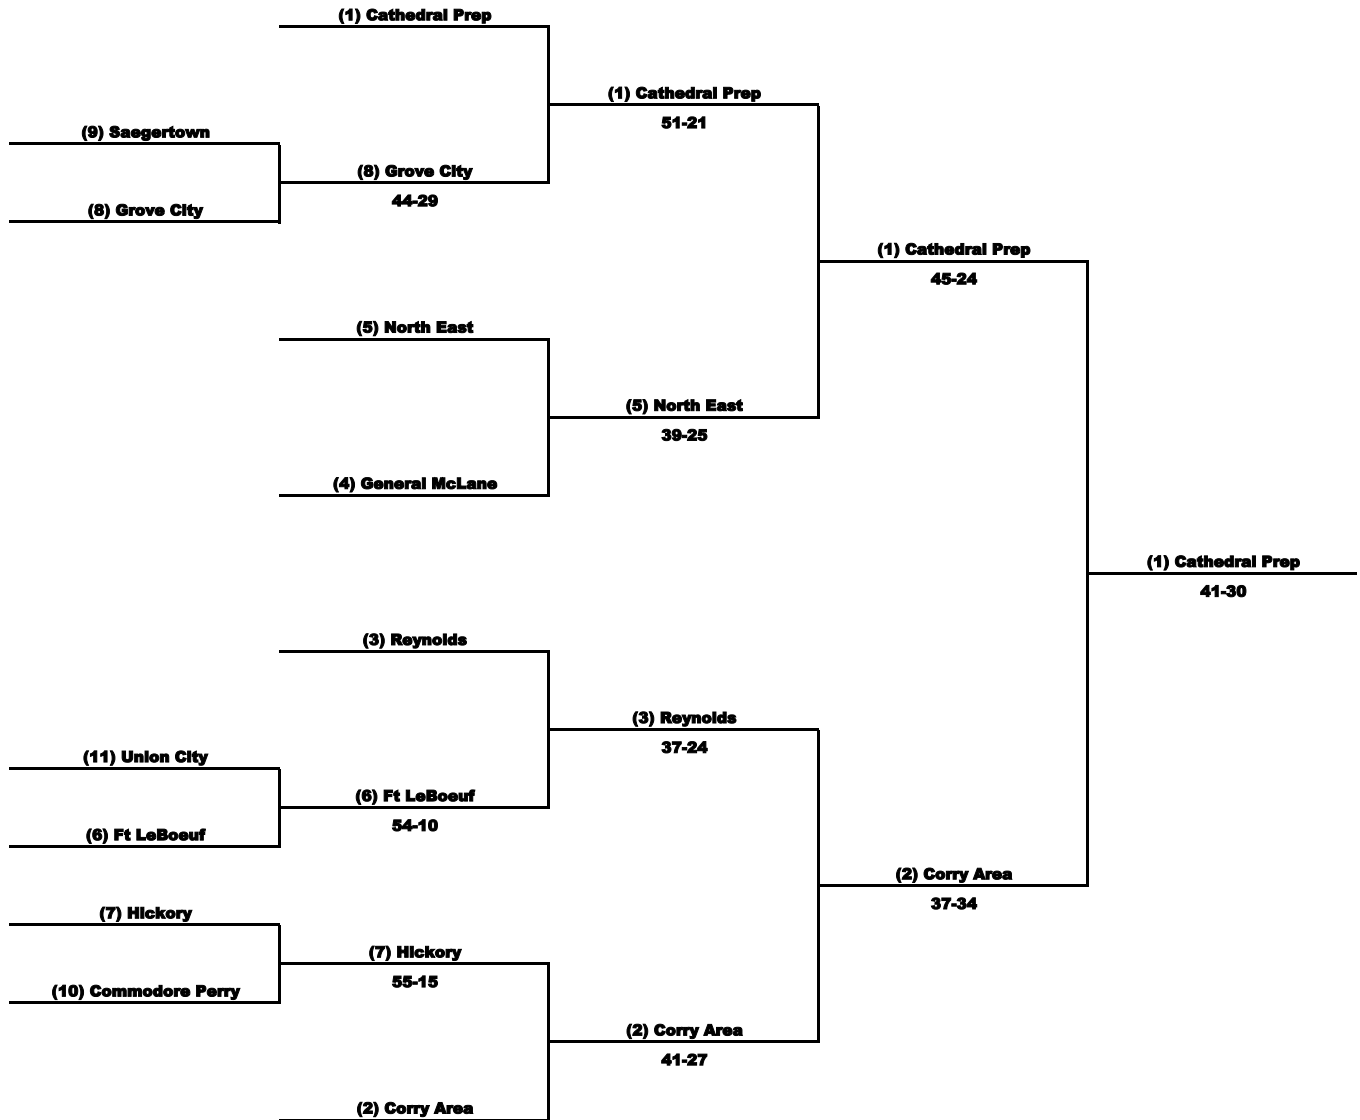 (1) Cathedral Prep
(1) Cathedral Prep
51-21
(9) Saegertown
(8) Grove City
44-29
(8) Grove City
(1) Cathedral Prep
45-24
(5) North East
(5) North East
39-25
(4) General McLane
(1) Cathedral Prep
41-30
(3) Reynolds
(3) Reynolds
37-24
(11) Union City
(6) Ft LeBoeuf
54-10
(6) Ft LeBoeuf
(2) Corry Area
37-34
(7) Hickory
(7) Hickory
55-15
(10) Commodore Perry
(2) Corry Area
41-27
(2) Corry Area